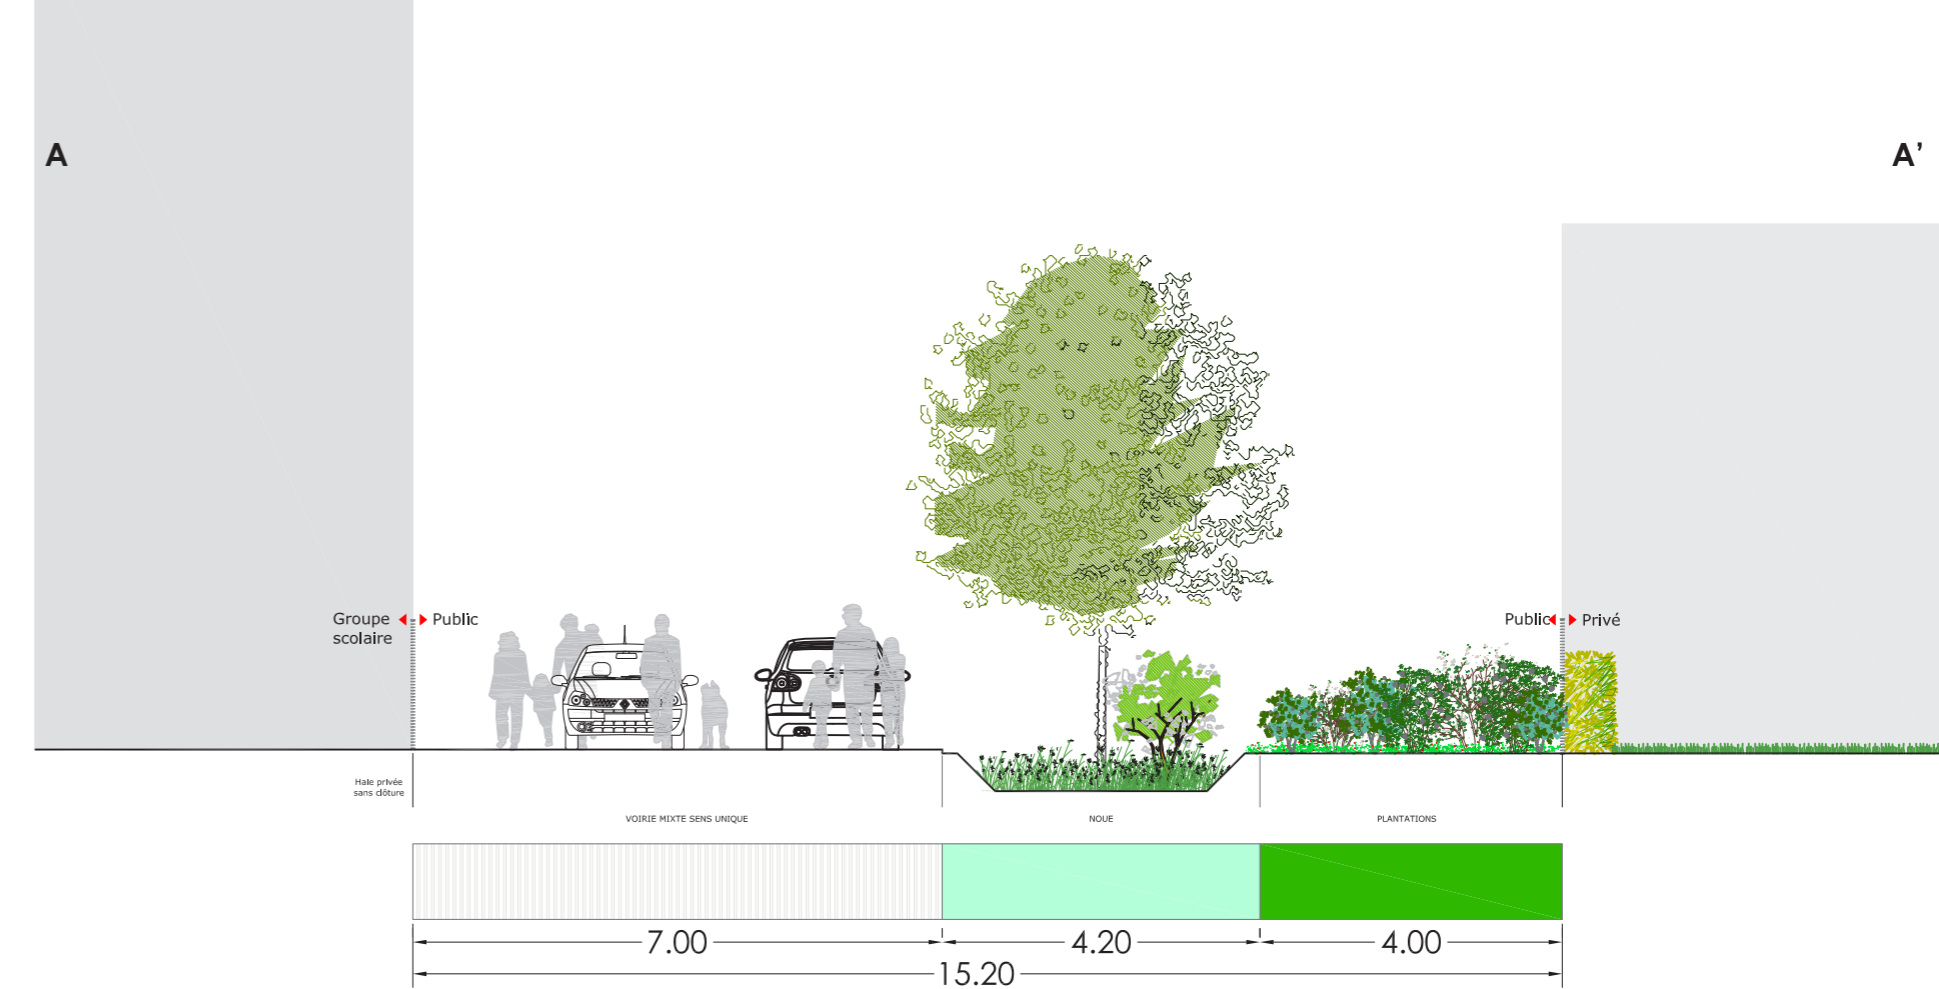 A
A’
Groupe
scolaire
Public
Public
Privé
Haie privée
sans clôture
VOIRIE MIXTE SENS UNIQUE
NOUE
PLANTATIONS
7.00
4.20
4.00
15.20